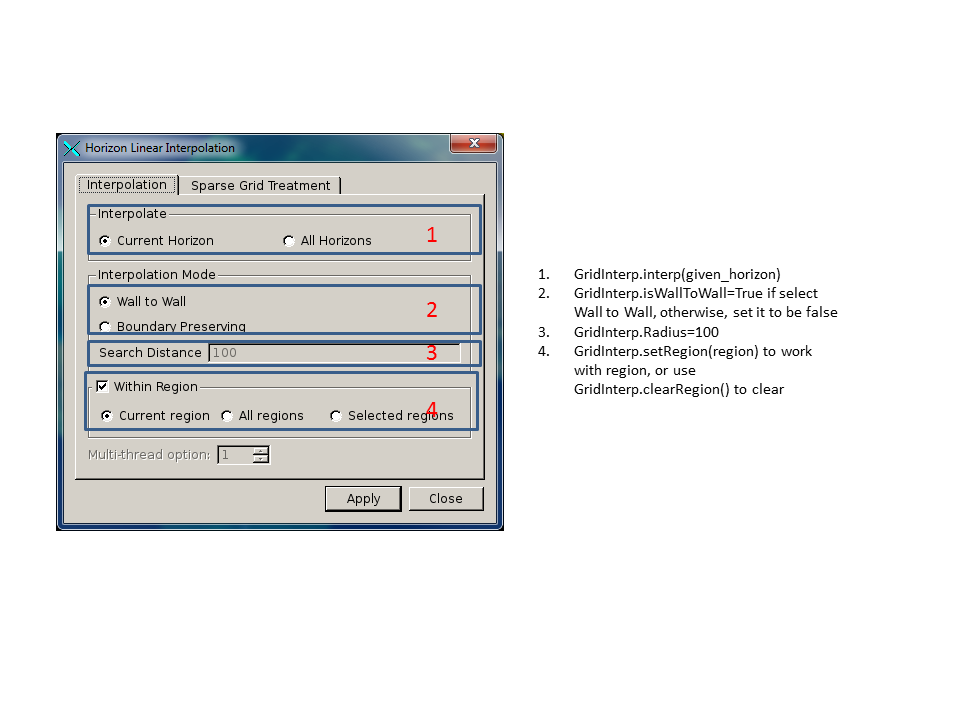 Horizon Linear Interpolation
Interpolation Sparse Grid Treatment
Interpolate
Current Horizon All Horizons 1
Interpolation Mode
Wall to Wall
2
Boundary Preserving
Search Distance 100 3
Within Region
Current region All regions Selected regions 4
Multi-thread option: 1
Apply Close
1. GridInterp.interp(given_horizon)
2. GridInterp.isWallToWall=True if select
Wall to Wall, otherwise, set it to be false
3. GridInterp.Radius=100
4. GridInterp.setRegion(region) to work
with region, or use
GridInterp.clearRegion() to clear